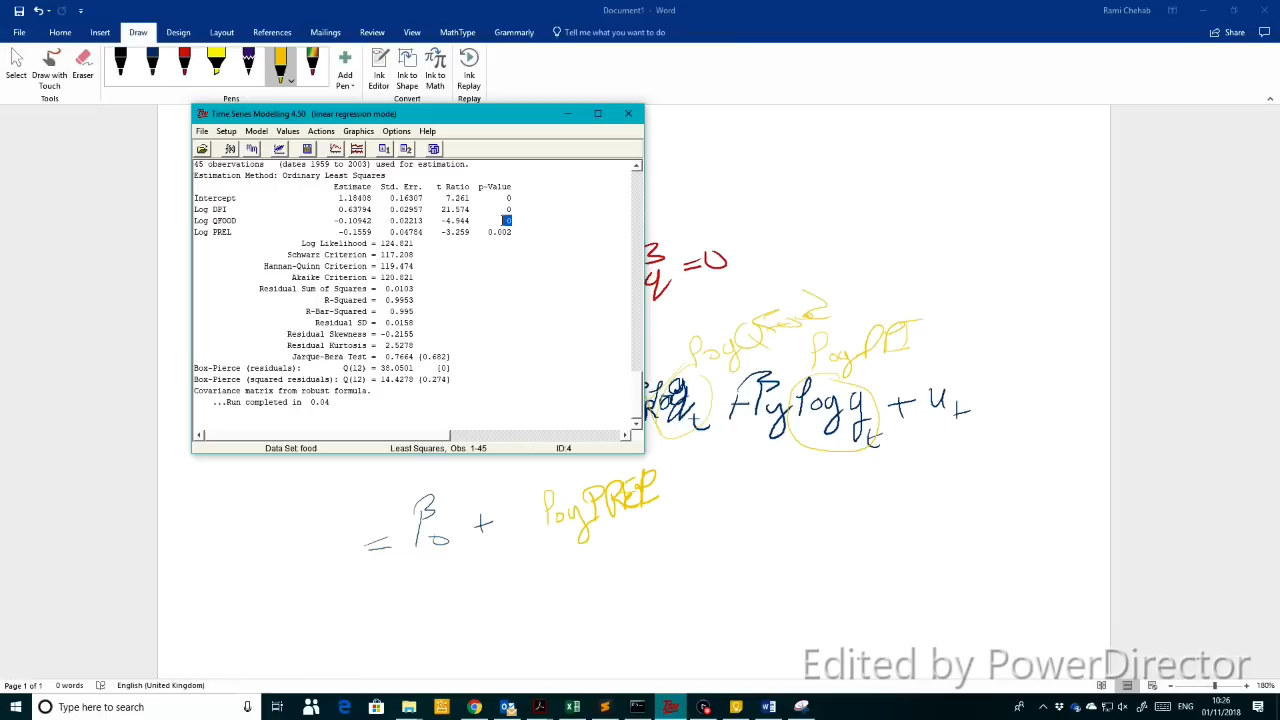 Document1 - Word
Rami Chehab
File Home Insert Draw Design Layout References Mailings Review View MathType Grammarly Tell me what you want to do Share
Select Draw with Touch Eraser Add Pen Ink Editor Ink to Shape Ink to Math Ink Replay
Tools Pens Convert Replay
Time Series Modelling 4.50 (linear regression mode)
File Setup Model Values Actions Graphics Options Help
45 observations (dates 1959 to 2003) used for estimation.
Estimation Method: Ordinary Least Squares
Estimate Std. Err. t Ratio p-Value
Intercept 1.18408 0.16307 7.261 0
Log DPI 0.63794 0.02957 21.574 0
Log QFOOD -0.10942 0.02213 -4.944 0
Log PREL -0.1559 0.04784 -3.259 0.002
Log Likelihood = 124.821
Schwarz Criterion = 117.208
Hannan-Quinn Criterion = 119.474
Akaike Criterion = 120.821
Residual Sum of Squares = 0.0103
R-Squared = 0.9953
R-Bar-Squared = 0.995
Residual SD = 0.0158
Residual Skewness = -0.2155
Residual Kurtosis = 2.5278
Jarque-Bera Test = 0.7664 {0.682}
Box-Pierce (residuals): Q(12) = 38.0501 [0]
Box-Pierce (squared residuals): Q(12) = 14.4278 {0.274}
Covariance matrix from robust formula.
...Run completed in 0.04
Data Set: food Least Squares, Obs. 1-45 ID:4
3
4 = 0
+ u t
= β 0 + log PREP
Edited by PowerDirector
Page 1 of 1 0 words English (United Kingdom) 180%
Type here to search
10:26
01/11/2018